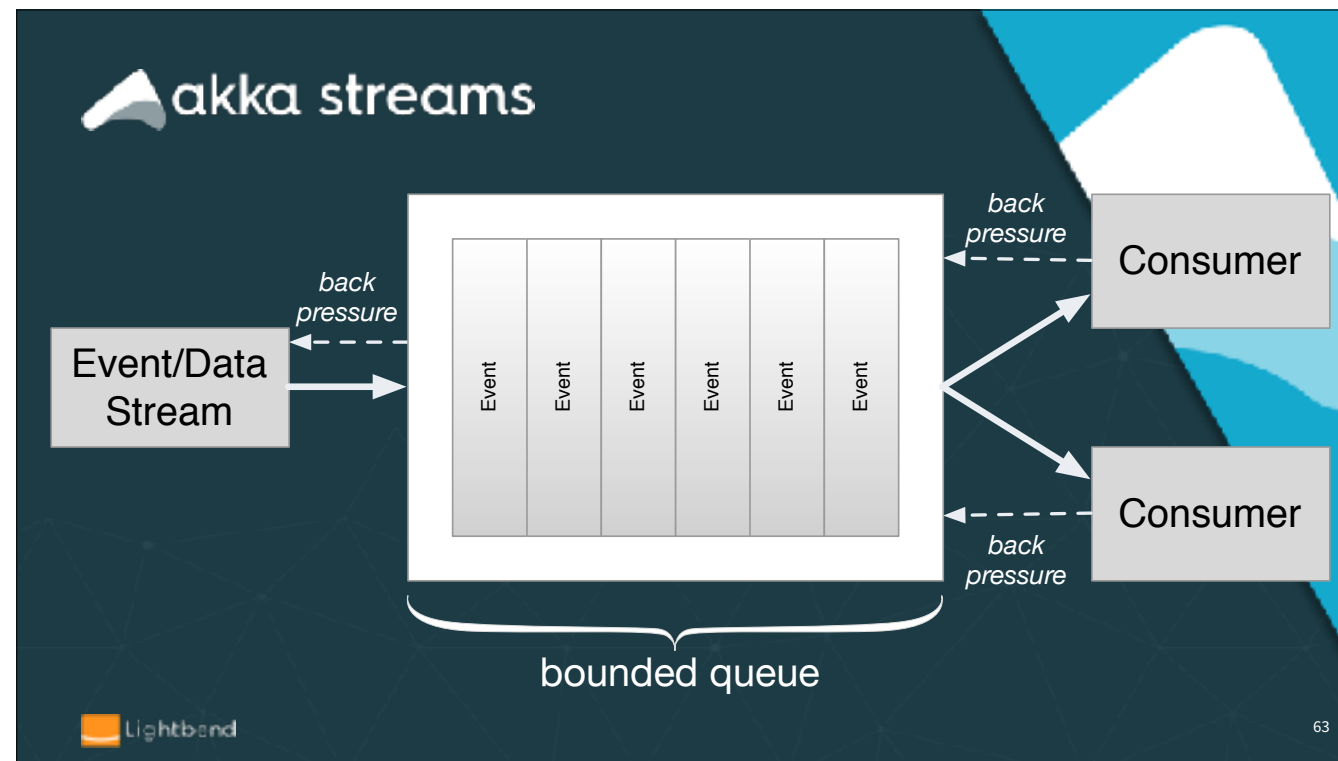 akka streams
back
pressure
Event/Data
Stream
Event
Event
Event
Event
Event
Event
back
pressure
Consumer
Consumer
back
pressure
bounded queue
Lightbend
63